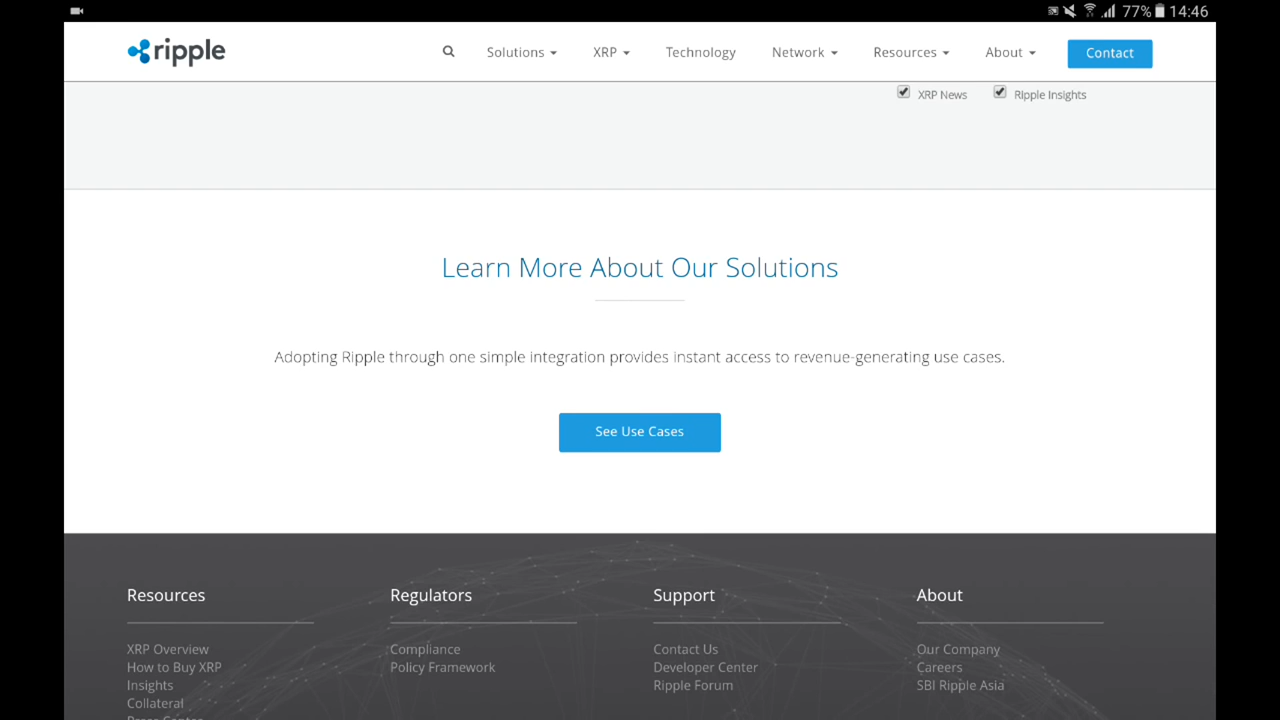 77% 14:46
ripple Solutions XRP Technology Network Resources About Contact
XRP News Ripple Insights
Learn More About Our Solutions
Adopting Ripple through one simple integration provides instant access to revenue-generating use cases.
See Use Cases
Resources Regulators Support About
XRP Overview Compliance Contact Us Our Company
How to Buy XRP Policy Framework Developer Center Careers
Insights Ripple Forum SBI Ripple Asia
Collateral